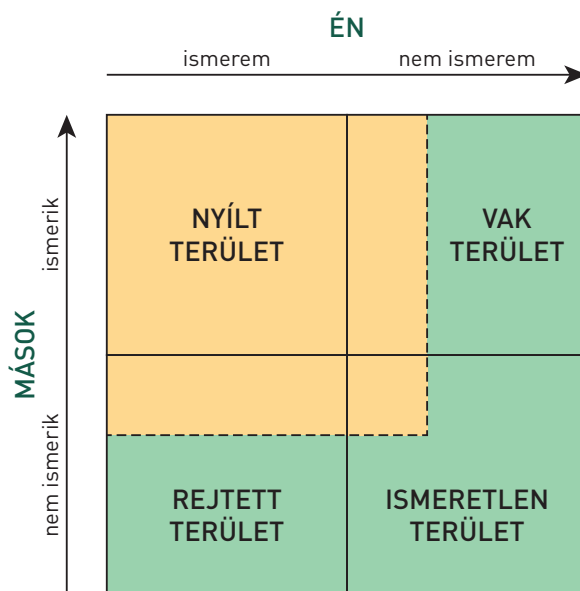 ÉN
ismerem
nem ismerem
MÁSOK
ismerik
nem ismerik
NYÍLT
TERÜLET
VAK
TERÜLET
REJTETT
TERÜLET
ISMERETLEN
TERÜLET